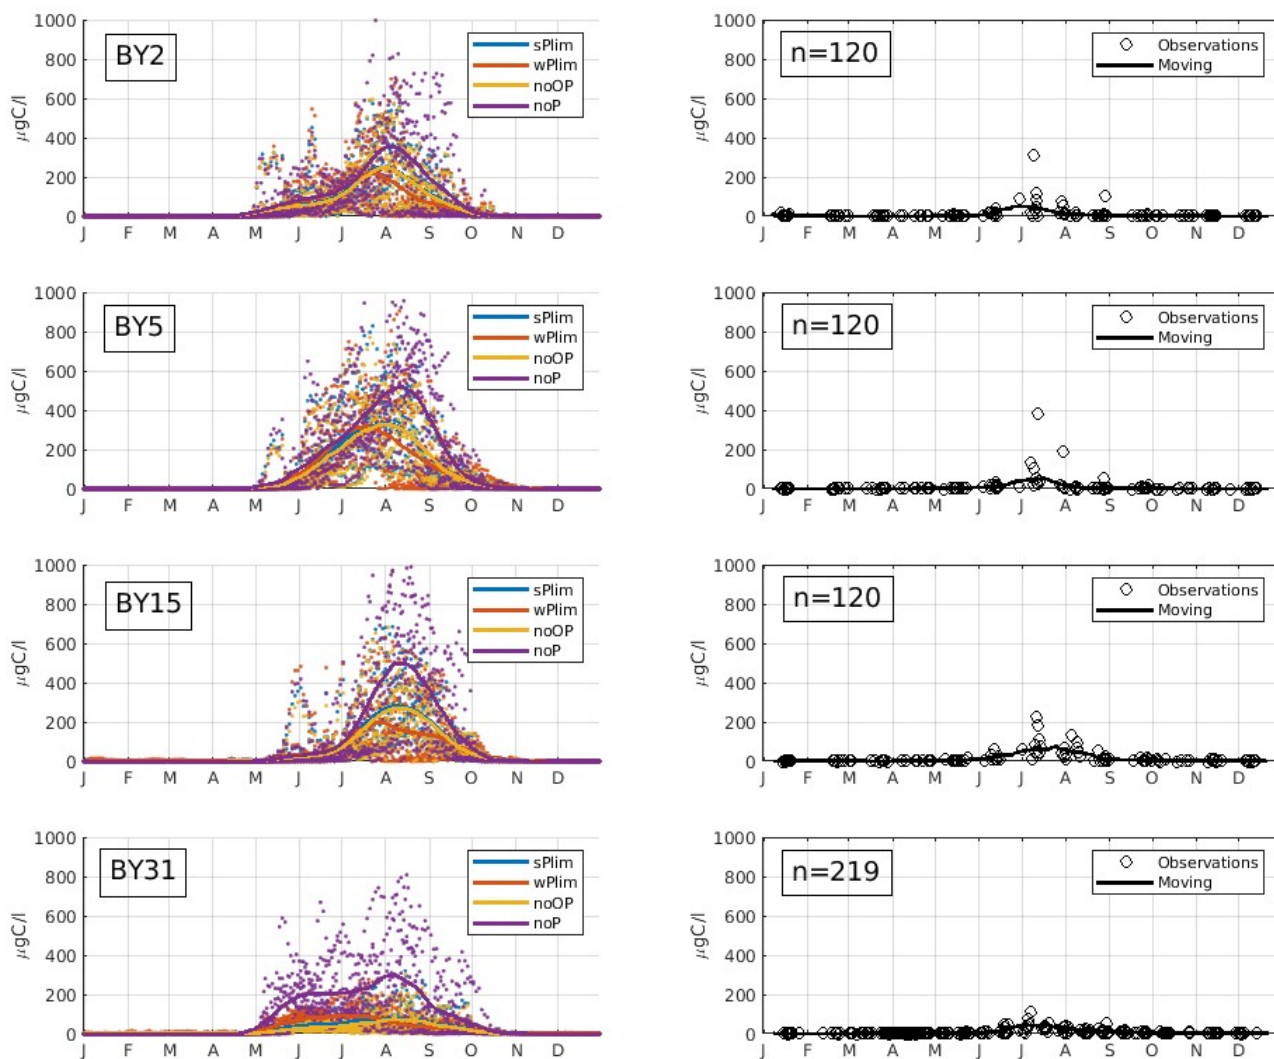 1000
800
600
400
200
0
µgC/l
BY2
sPlim
wPlim
noOP
noP
J F M A M J J A S O N D
1000
800
600
400
200
0
µgC/l
n=120
Observations
Moving
J F M A M J J A S O N D
1000
800
600
400
200
0
µgC/l
BY5
sPlim
wPlim
noOP
noP
J F M A M J J A S O N D
1000
800
600
400
200
0
µgC/l
n=120
Observations
Moving
J F M A M J J A S O N D
1000
800
600
400
200
0
µgC/l
BY15
sPlim
wPlim
noOP
noP
J F M A M J J A S O N D
1000
800
600
400
200
0
µgC/l
n=120
Observations
Moving
J F M A M J J A S O N D
1000
800
600
400
200
0
µgC/l
BY31
sPlim
wPlim
noOP
noP
J F M A M J J A S O N D
1000
800
600
400
200
0
µgC/l
n=219
Observations
Moving
J F M A M J J A S O N D